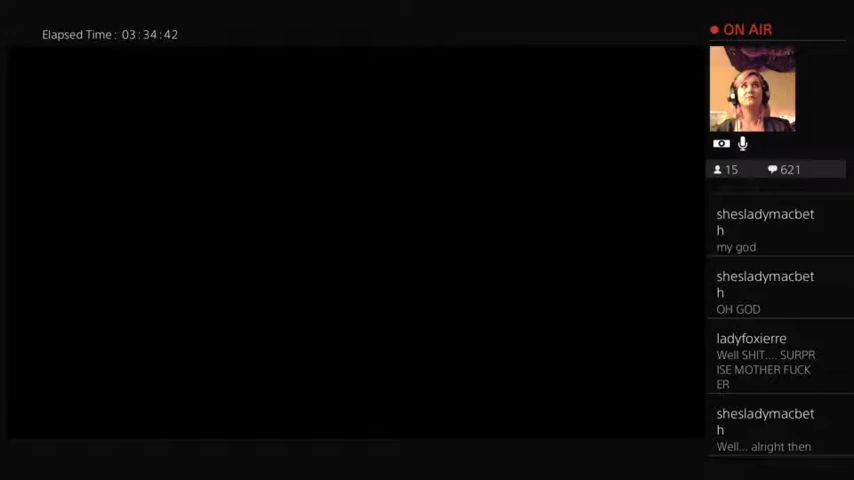 Elapsed Time: 03:34:42
ON AIR
15 621
shesladymacbet
h
my god
shesladymacbet
h
OH GOD
ladyfoxierre
Well SHIT.... SURPR
ISE MOTHER FUCK
ER
shesladymacbet
h
Well... alright then